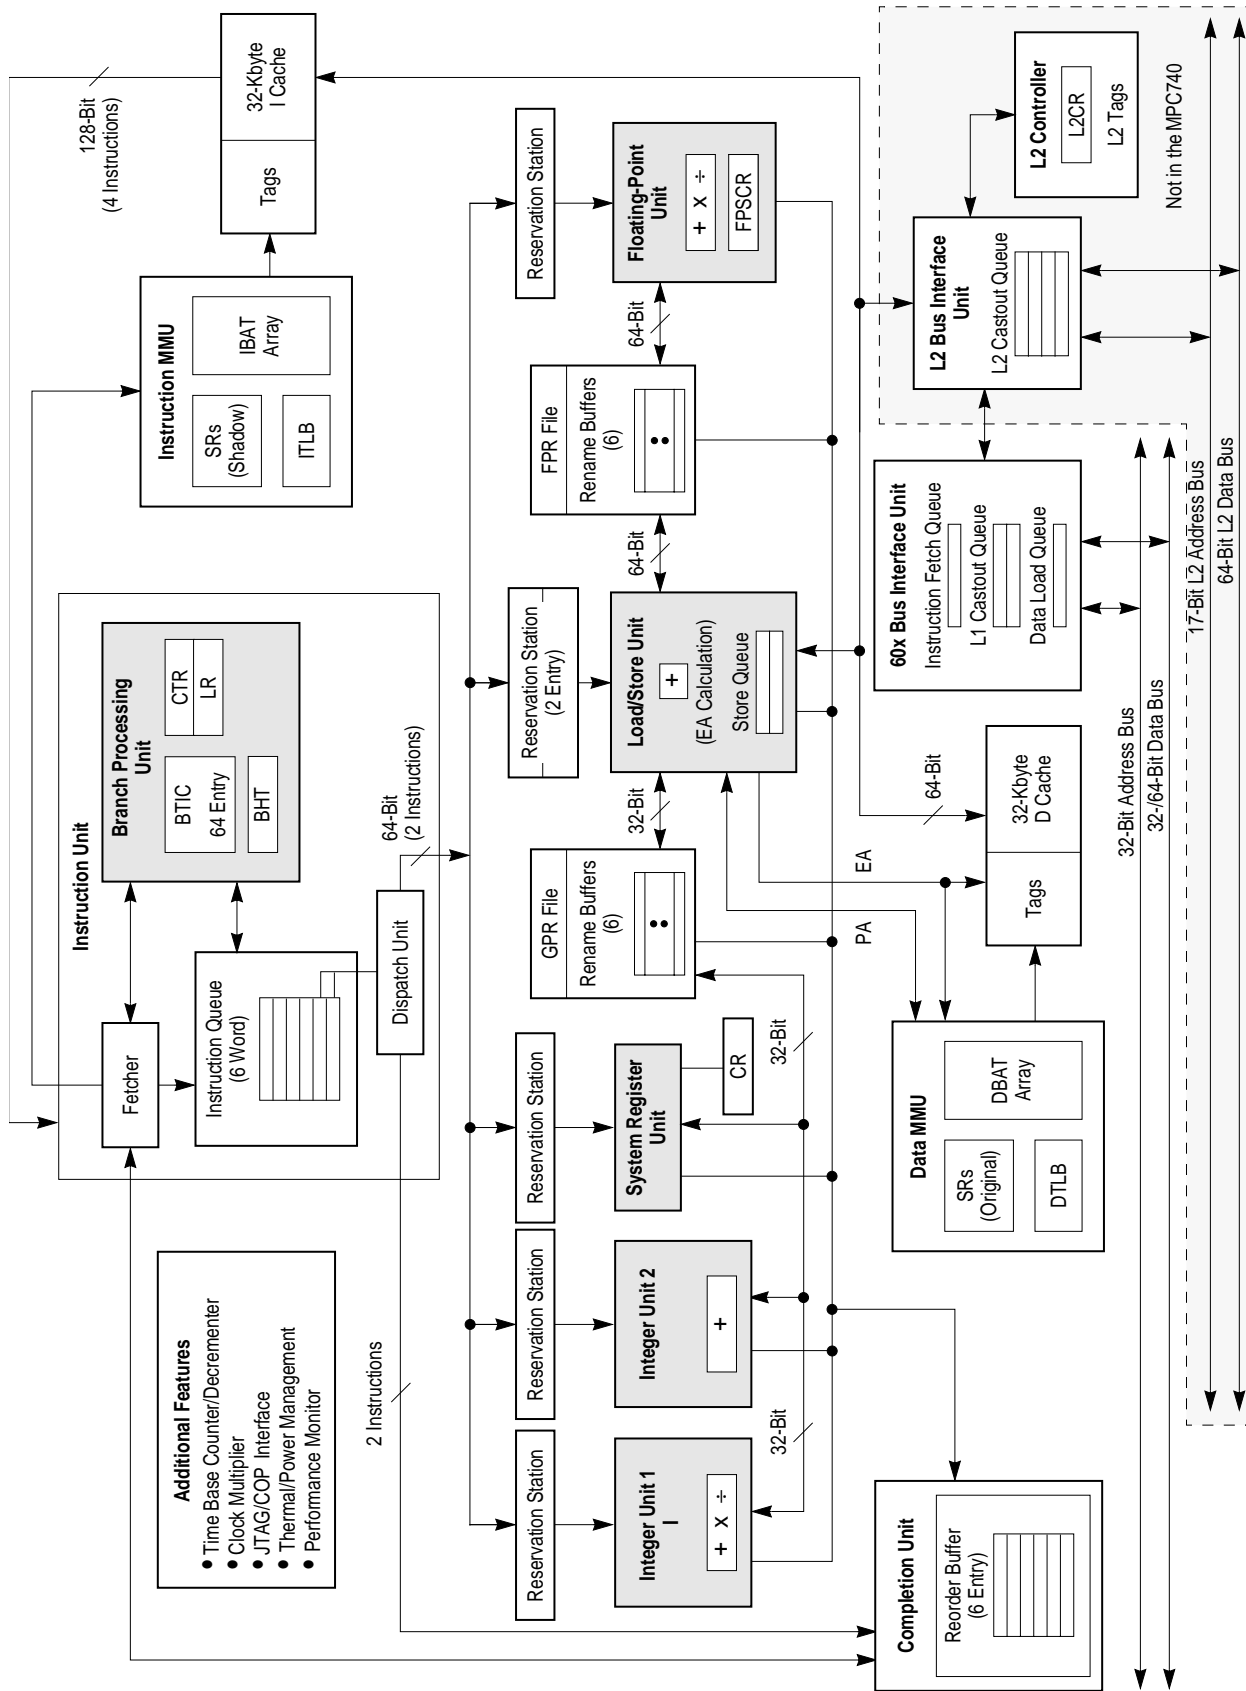 Additional Features
• Time Base Counter/Decrementer
• Clock Multiplier
• JTAG/COP Interface
• Thermal/Power Management
• Performance Monitor
Instruction Unit
Fetcher
Instruction Queue
(6 Word)
Branch Processing
Unit
BTIC
64 Entry
CTR
LR
BHT
Dispatch Unit
64-Bit
(2 Instructions)
2 Instructions
Instruction MMU
SRs
(Shadow)
ITLB
IBAT
Array
128-Bit
(4 Instructions)
Tags
32-Kbyte
I Cache
Reservation Station
Reservation Station
Reservation Station
Reservation Station
(2 Entry)
Reservation Station
Integer Unit 1
I
+ x ÷
Integer Unit 2
+
System Register
Unit
CR
32-Bit
32-Bit
GPR File
Rename Buffers
(6)
32-Bit
Load/Store Unit
+
(EA Calculation)
Store Queue
64-Bit
FPR File
Rename Buffers
(6)
64-Bit
Floating-Point
Unit
+ x ÷
FPSCR
PA
EA
64-Bit
Completion Unit
Reorder Buffer
(6 Entry)
Data MMU
SRs
(Original)
DTLB
DBAT
Array
Tags
32-Kbyte
D Cache
60x Bus Interface Unit
Instruction Fetch Queue
L1 Castout Queue
Data Load Queue
L2 Bus Interface
Unit
L2 Castout Queue
L2 Controller
L2CR
L2 Tags
Not in the MPC740
32-Bit Address Bus
32-/64-Bit Data Bus
17-Bit L2 Address Bus
64-Bit L2 Data Bus